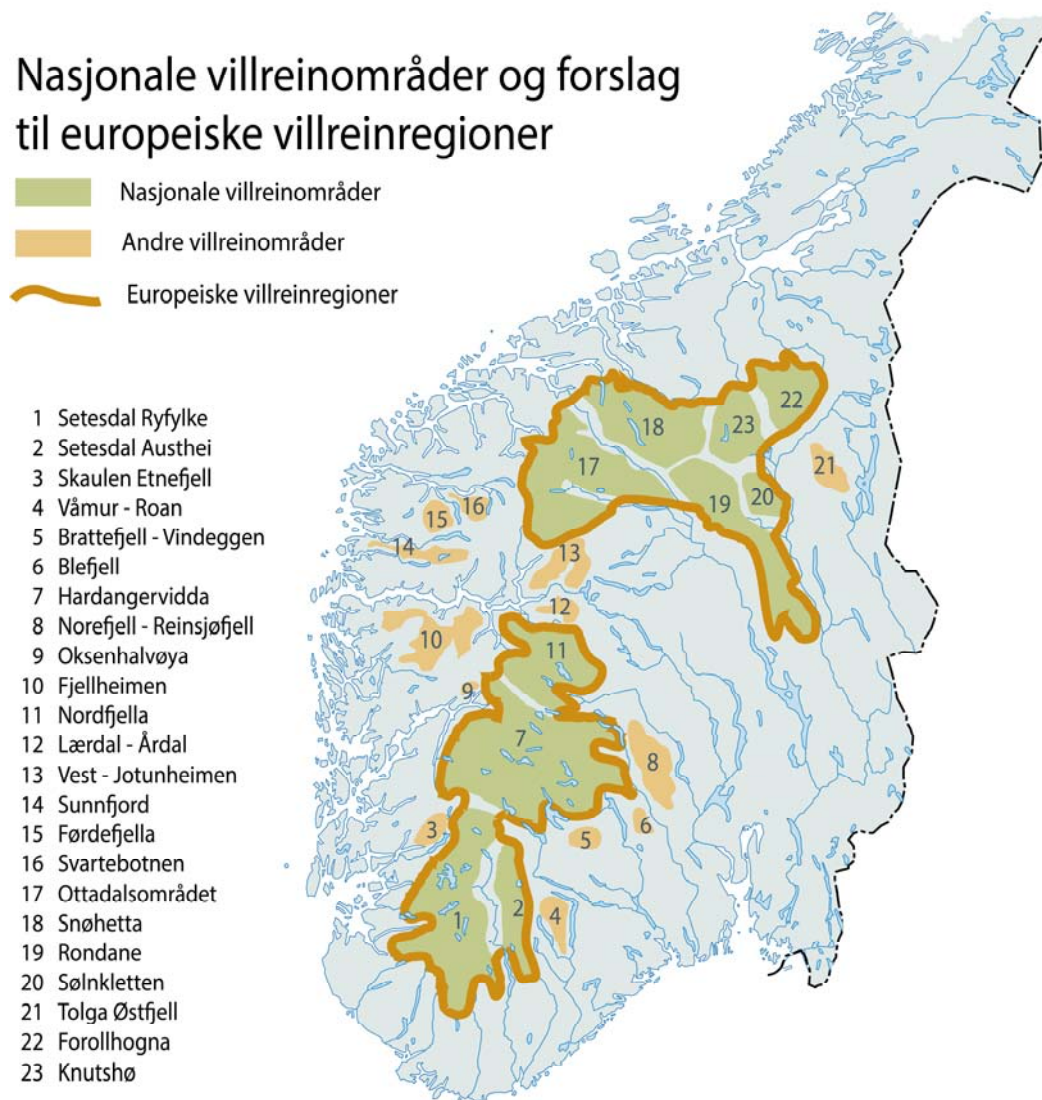 Nasjonale villreinområder og forslag
til europeiske villreinregioner
Nasjonale villreinområder
Andre villreinområder
Europeiske villreinregioner
1 Setesdal Ryfylke
2 Setesdal Austhei
3 Skaulen Etnefjell
4 Våmur - Roan
5 Brattefjell - Vindeggen
6 Blefjell
7 Hardangervidda
8 Norefjell - Reinsjøfjell
9 Oksenhalvøya
10 Fjellheimen
11 Nordfjella
12 Lærdal - Årdal
13 Vest - Jotunheimen
14 Sunnfjord
15 Førdefjella
16 Svartebotnen
17 Ottadalsområdet
18 Snøhetta
19 Rondane
20 Sølnkletten
21 Tolga Østfjell
22 Forollhogna
23 Knutshø
22
18
23
17
21
20
19
16
15
14
13
12
10
11
9
7
8
3
6
5
1
2
4